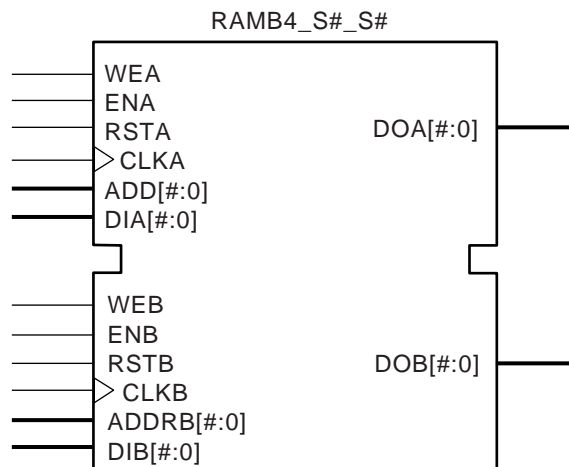 RAMB4_S#_S#
WEA
ENA
RSTA
CLKA
ADD[#:0]
DIA[#:0]
DOA[#:0]
WEB
ENB
RSTB
CLKB
ADDRB[#:0]
DIB[#:0]
DOB[#:0]